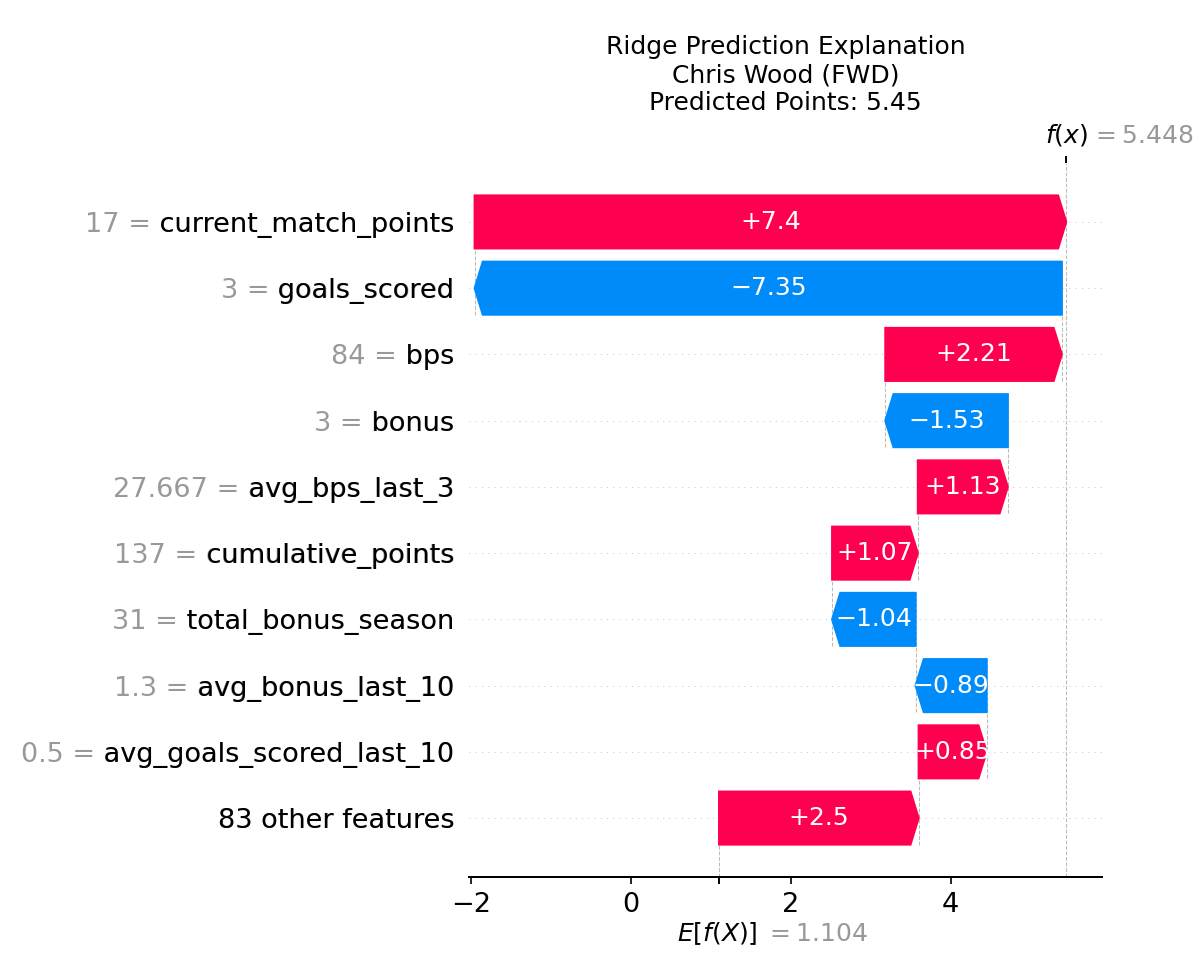 Ridge Prediction Explanation
Chris Wood (FWD)
Predicted Points: 5.45
f(x) = 5.448
17 = current_match_points +7.4
3 = goals_scored −7.35
84 = bps +2.21
3 = bonus −1.53
27.667 = avg_bps_last_3 +1.13
137 = cumulative_points +1.07
31 = total_bonus_season −1.04
1.3 = avg_bonus_last_10 −0.89
0.5 = avg_goals_scored_last_10 +0.85
83 other features +2.5
−2 0 2 4
E[f(X)] = 1.104